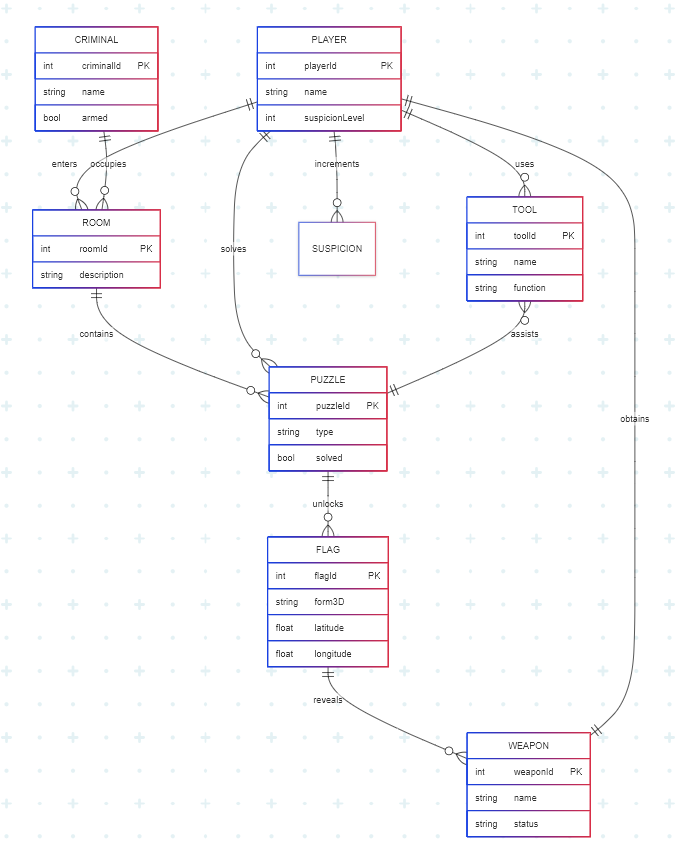 CRIMINAL
int criminalId PK
string name
bool armed
PLAYER
int playerId PK
string name
int suspicionLevel
enters
occupies
increments
uses
ROOM
int roomId PK
string description
solves
SUSPICION
TOOL
int toolId PK
string name
string function
contains
assists
PUZZLE
int puzzleId PK
string type
bool solved
obtains
unlocks
FLAG
int flagId PK
string form3D
float latitude
float longitude
reveals
WEAPON
int weaponId PK
string name
string status